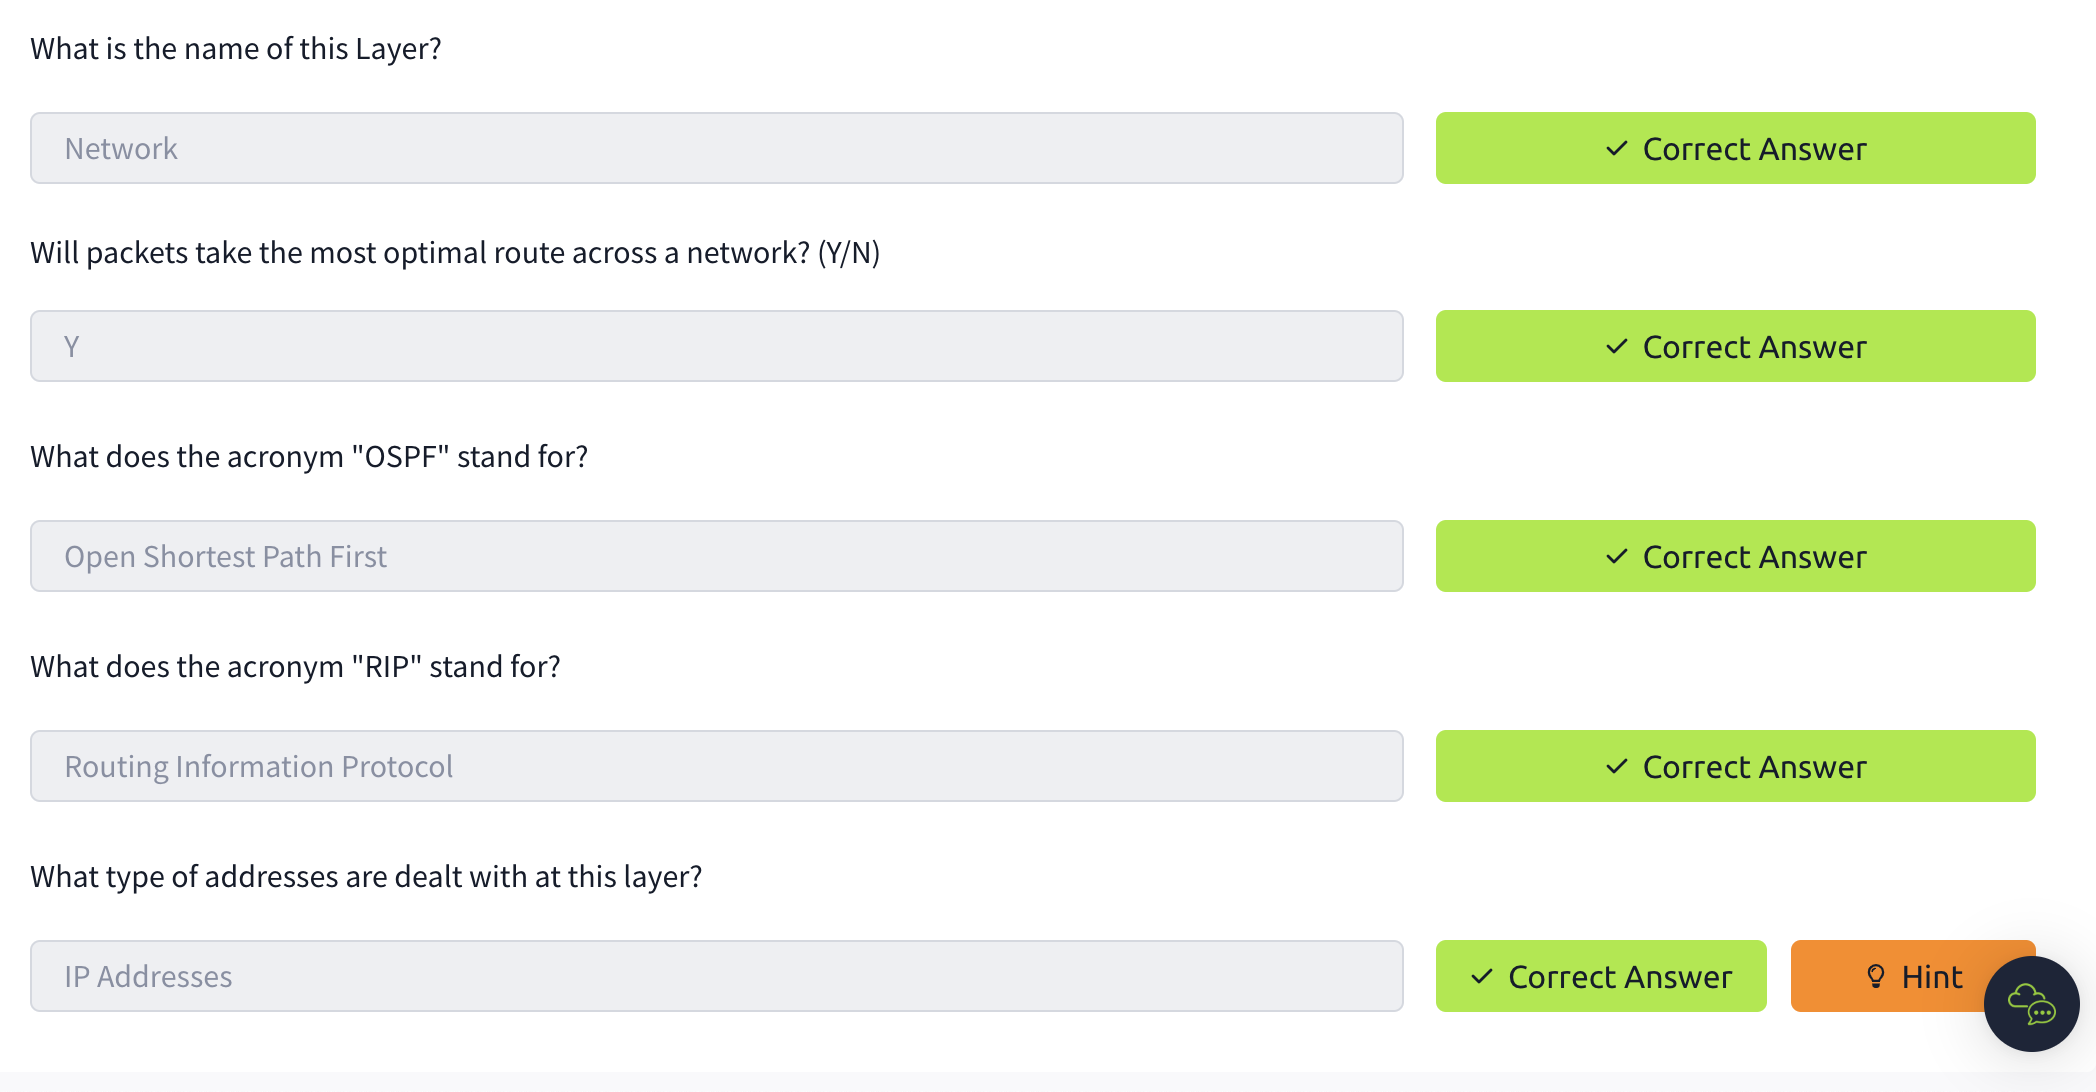 What is the name of this Layer?
Network
Correct Answer
Will packets take the most optimal route across a network? (Y/N)
Y
Correct Answer
What does the acronym "OSPF" stand for?
Open Shortest Path First
Correct Answer
What does the acronym "RIP" stand for?
Routing Information Protocol
Correct Answer
What type of addresses are dealt with at this layer?
IP Addresses
Correct Answer
Hint